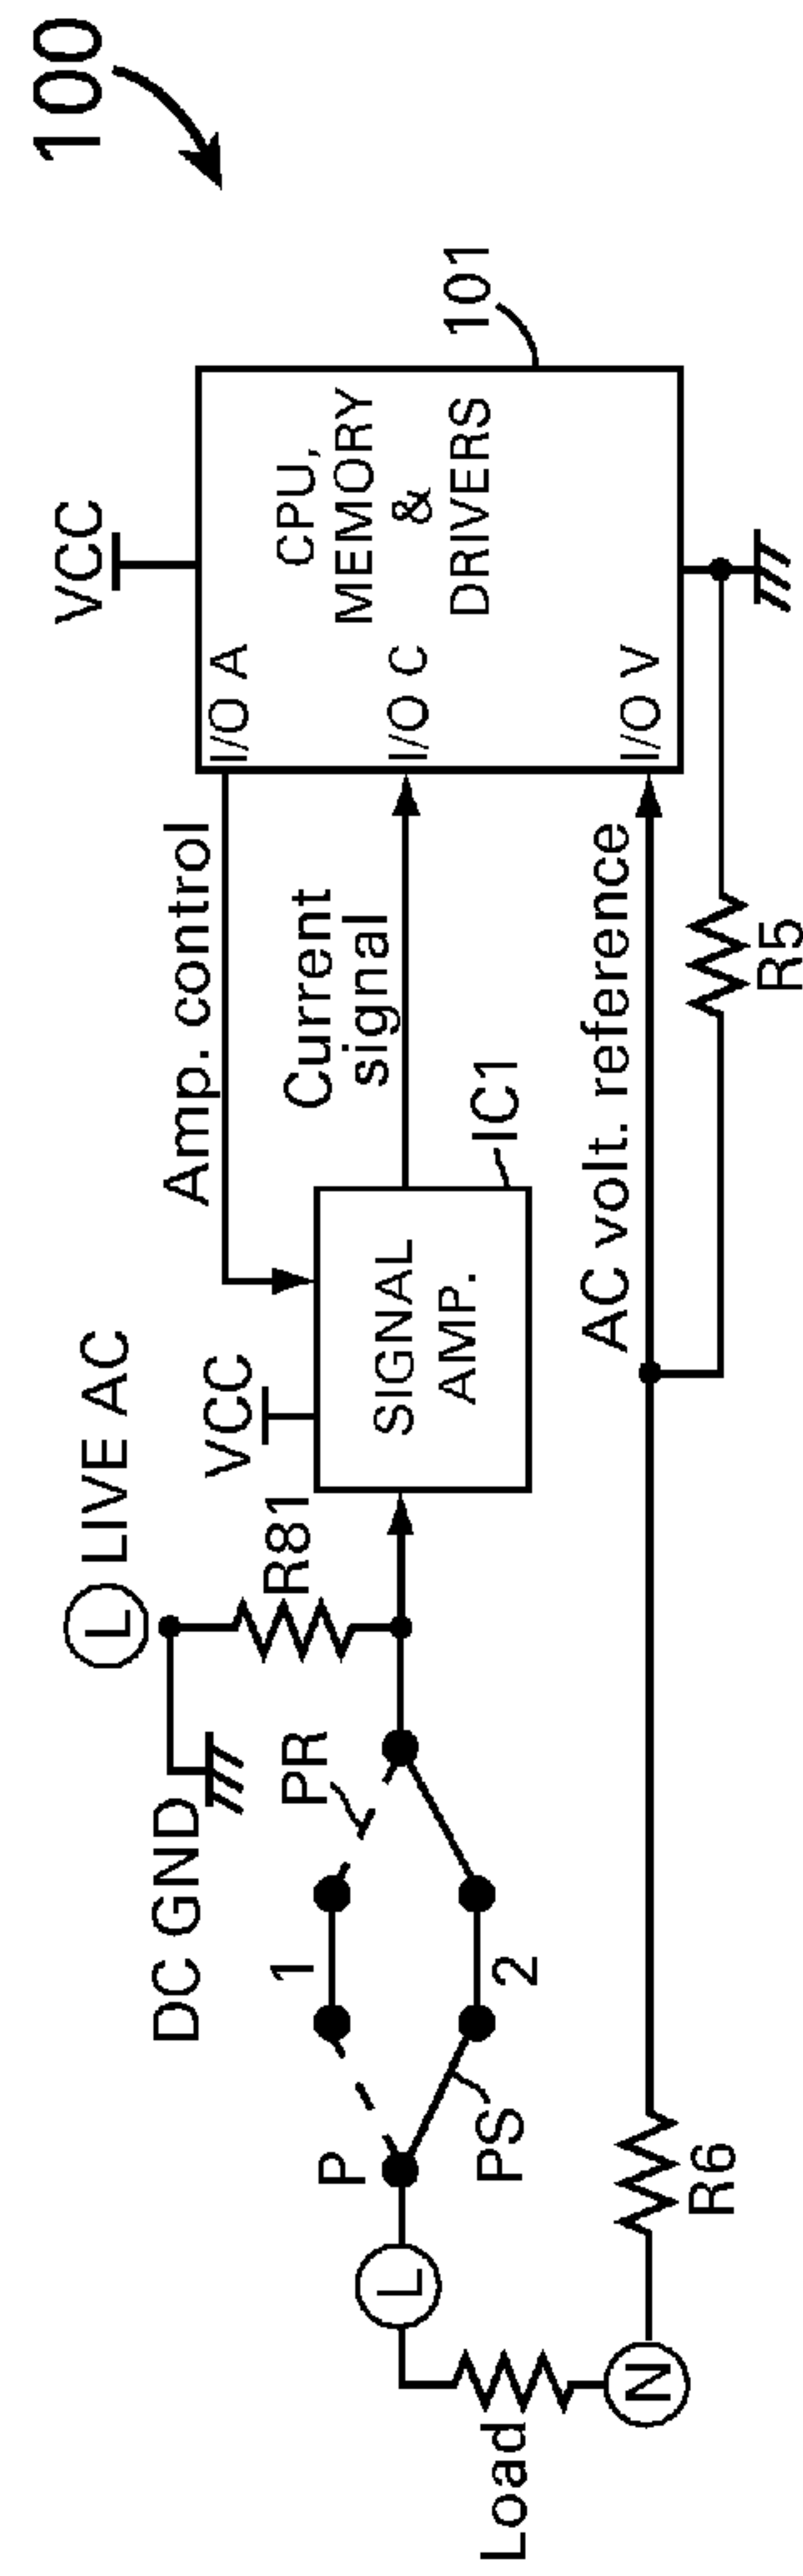 100
LIVE AC
L
DC GND
R81
VCC
VCC
Amp. control
I/O A
CPU,
MEMORY
&
DRIVERS
101
PR
1
P
L
2
PS
SIGNAL
AMP.
IC1
Current
signal
I/O C
Load
N
R6
AC volt. reference
I/O V
R5